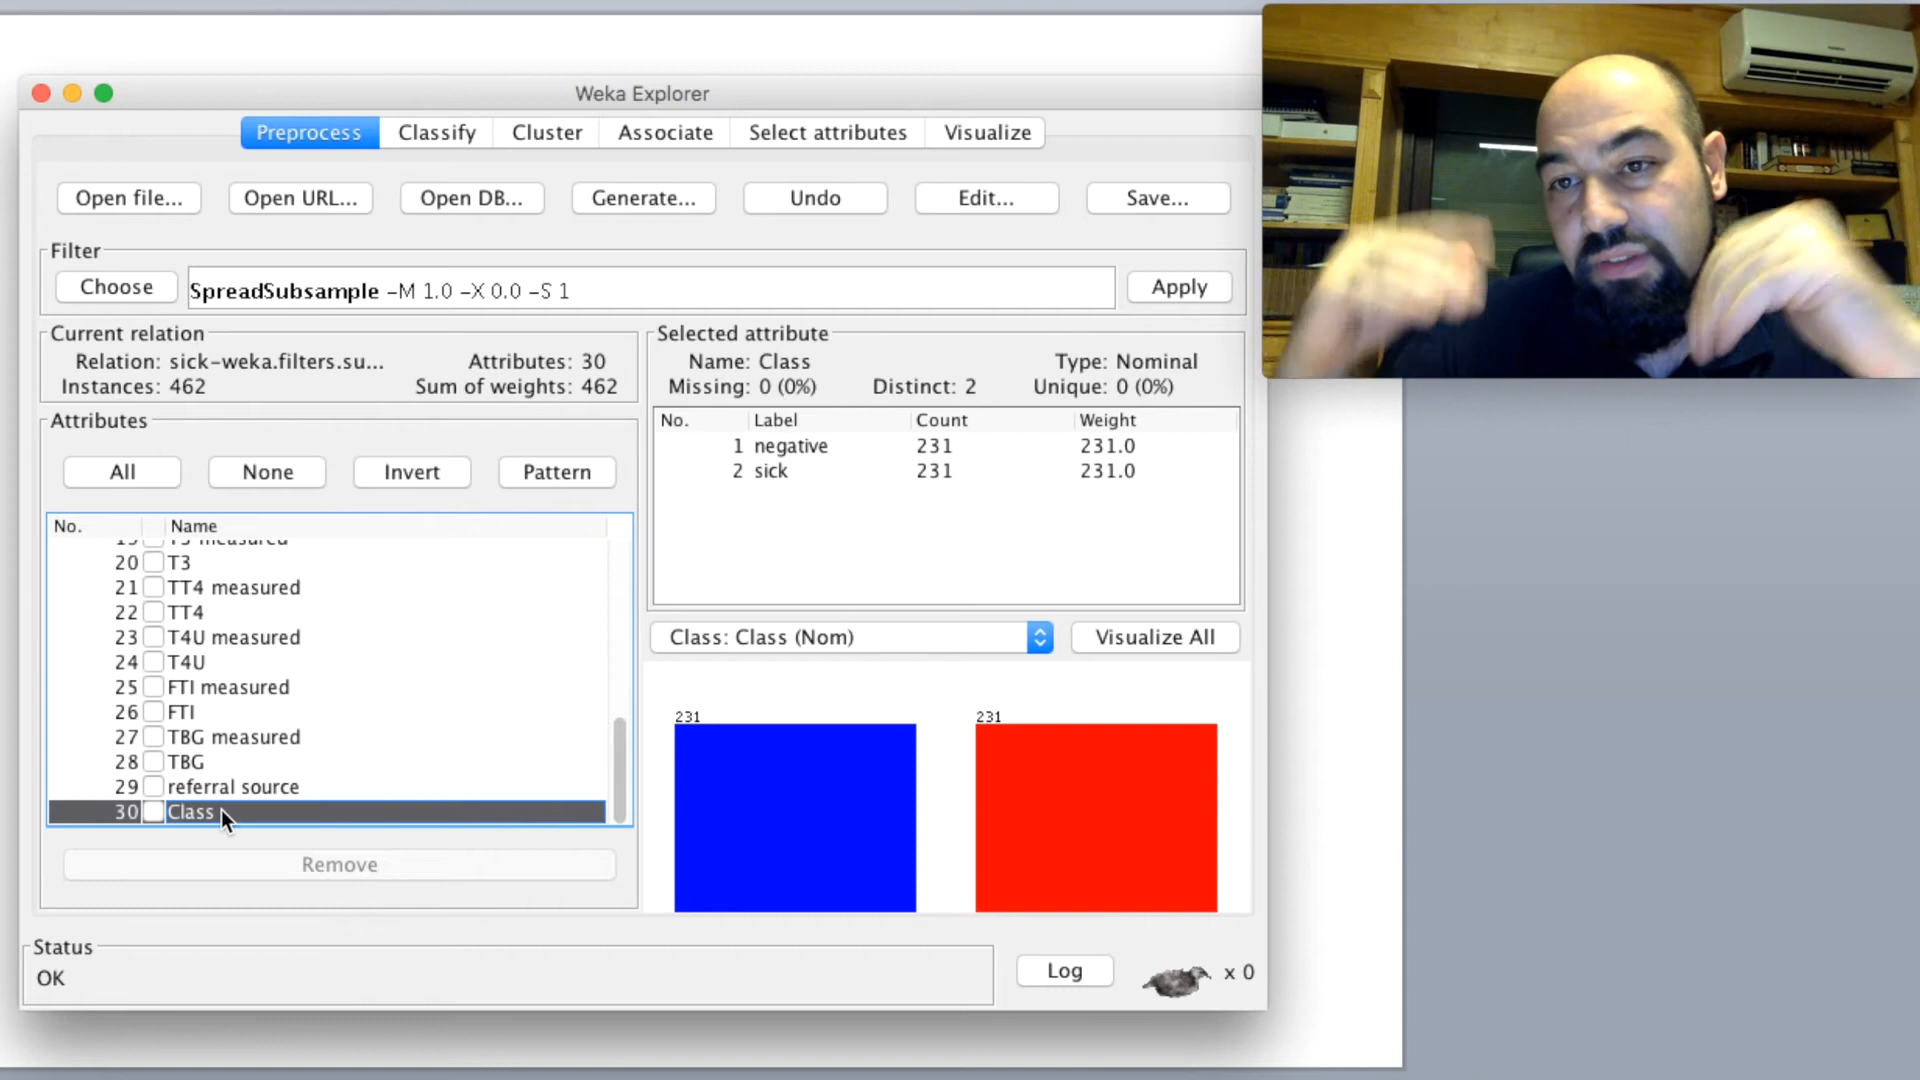 Weka Explorer
Preprocess Classify Cluster Associate Select attributes Visualize
Open file... Open URL... Open DB... Generate... Undo Edit... Save...
Filter
Choose SpreadSubsample –M 1.0 –X 0.0 –S 1 Apply
Current relation
Relation: sick-weka.filters.su... Attributes: 30
Instances: 462 Sum of weights: 462
Selected attribute
Name: Class Type: Nominal
Missing: 0 (0%) Distinct: 2 Unique: 0 (0%)
Attributes
All None Invert Pattern
No. Name
19 T3 measured
20 T3
21 TT4 measured
22 TT4
23 T4U measured
24 T4U
25 FTI measured
26 FTI
27 TBG measured
28 TBG
29 referral source
30 Class
Remove
No. Label Count Weight
1 negative 231 231.0
2 sick 231 231.0
Class: Class (Nom) Visualize All
231 231
Status
OK
Log x 0